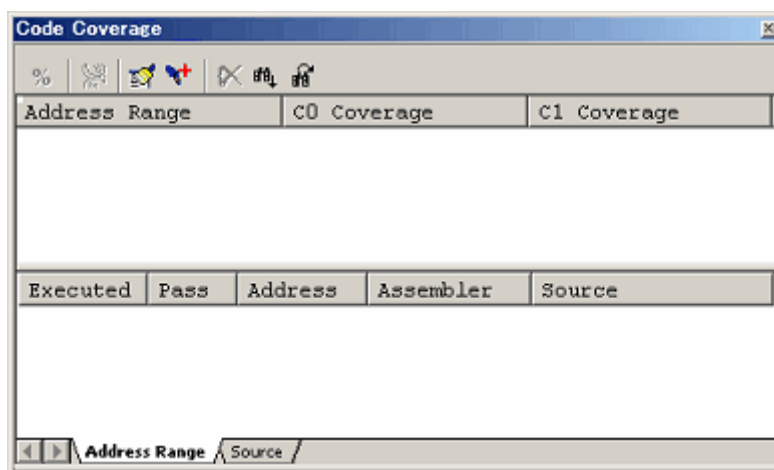 Code Coverage
%
Address Range C0 Coverage C1 Coverage
Executed Pass Address Assembler Source
Address Range Source